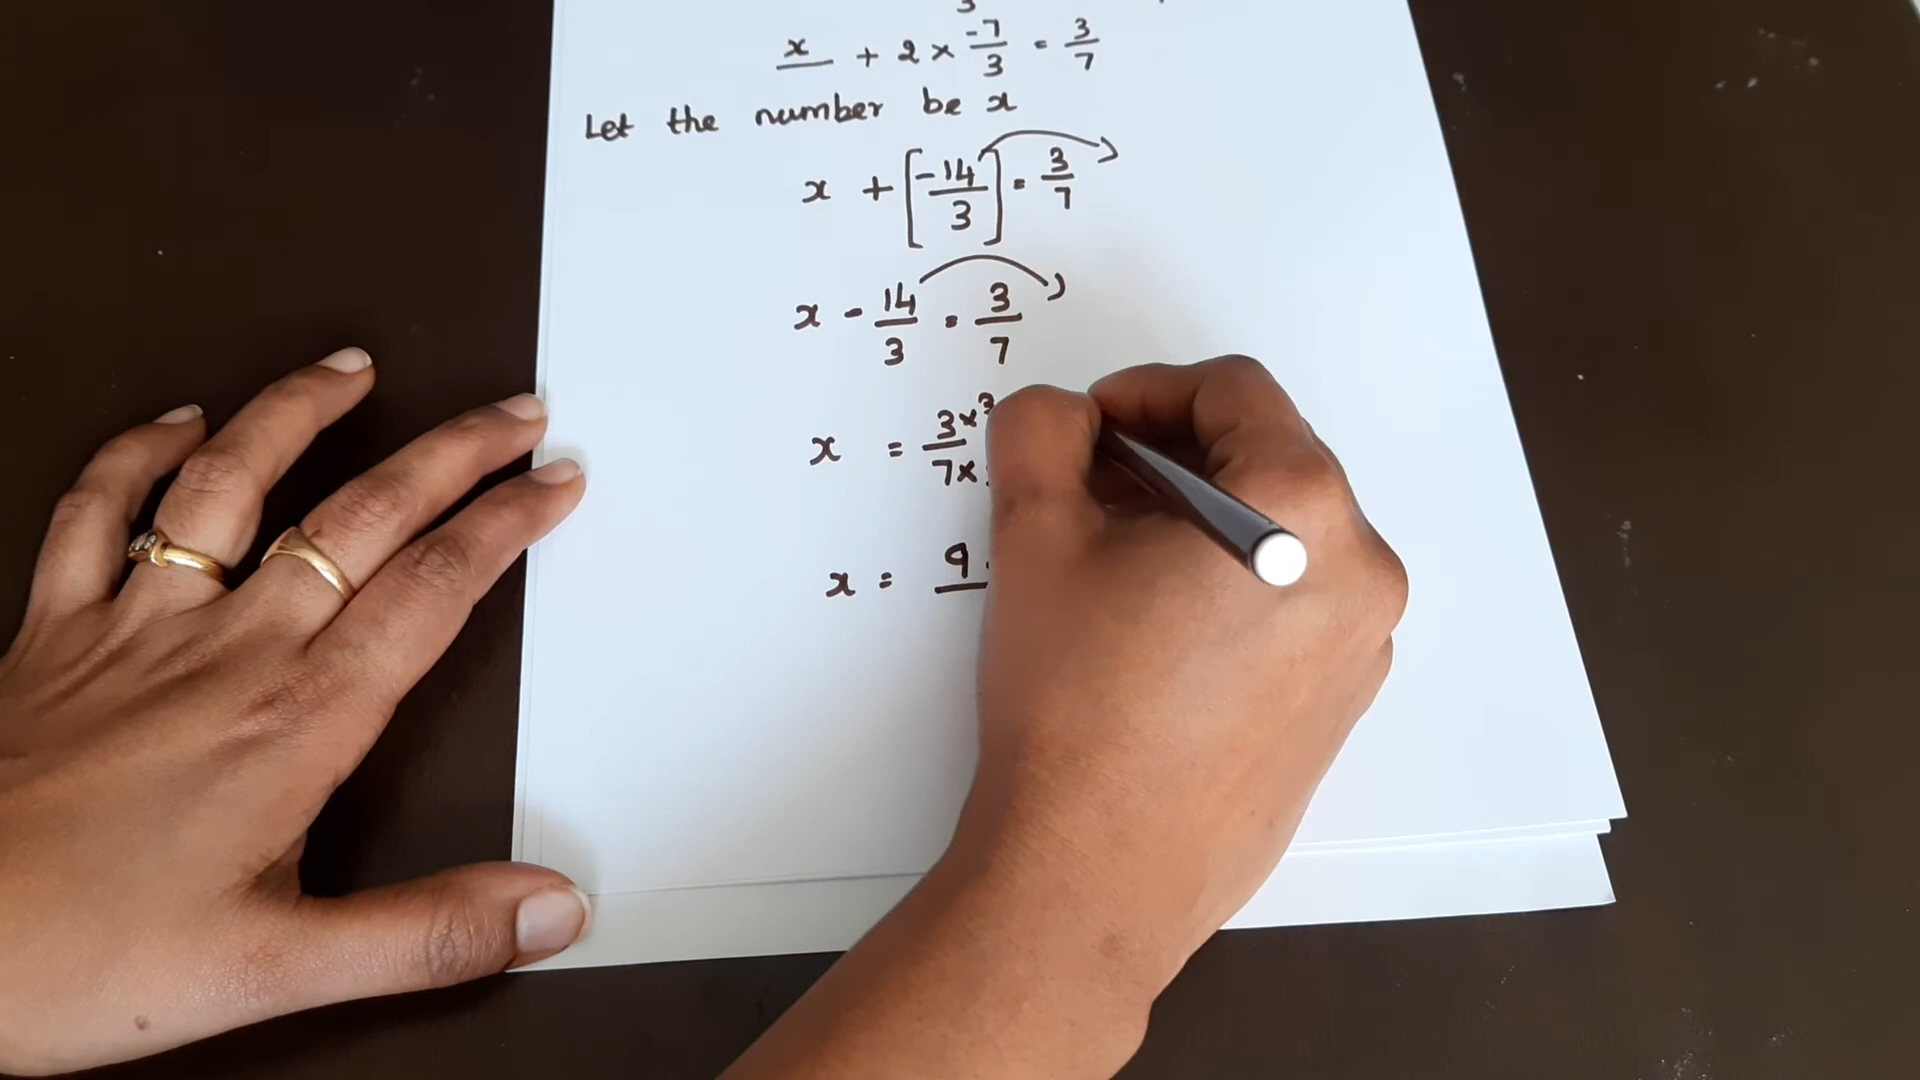 x + 2 × -7/3 = 3/7
Let the number be x
x + [-14/3] = 3/7
x - 14/3 = 3/7
x = 3×3/7×
x = 9